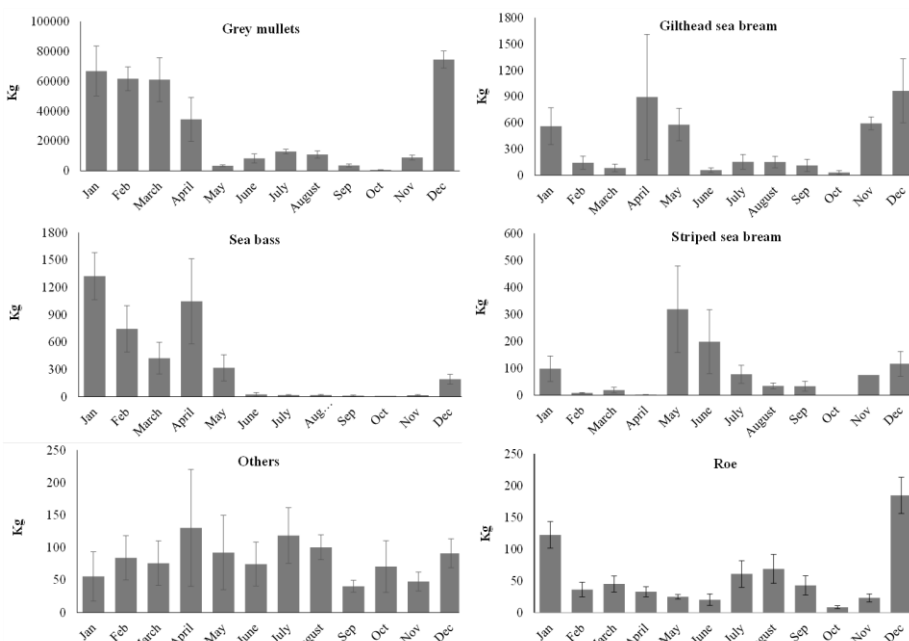 Grey mullets
Kg
100000
80000
60000
40000
20000
0
Jan
Feb
March
April
May
June
July
August
Sep
Oct
Nov
Dec
Gilthead sea bream
Kg
1800
1500
1200
900
600
300
0
Jan
Feb
March
April
May
June
July
August
Sep
Oct
Nov
Dec
Sea bass
Kg
1800
1500
1200
900
600
300
0
Jan
Feb
March
April
May
June
July
Aug…
Sep
Oct
Nov
Dec
Striped sea bream
Kg
600
500
400
300
200
100
0
Jan
Feb
March
April
May
June
July
August
Sep
Oct
Nov
Dec
Others
Kg
250
200
150
100
50
0
Jan
Feb
March
April
May
June
July
August
Sep
Oct
Nov
Dec
Roe
Kg
250
200
150
100
50
0
Jan
Feb
March
April
May
June
July
August
Sep
Oct
Nov
Dec